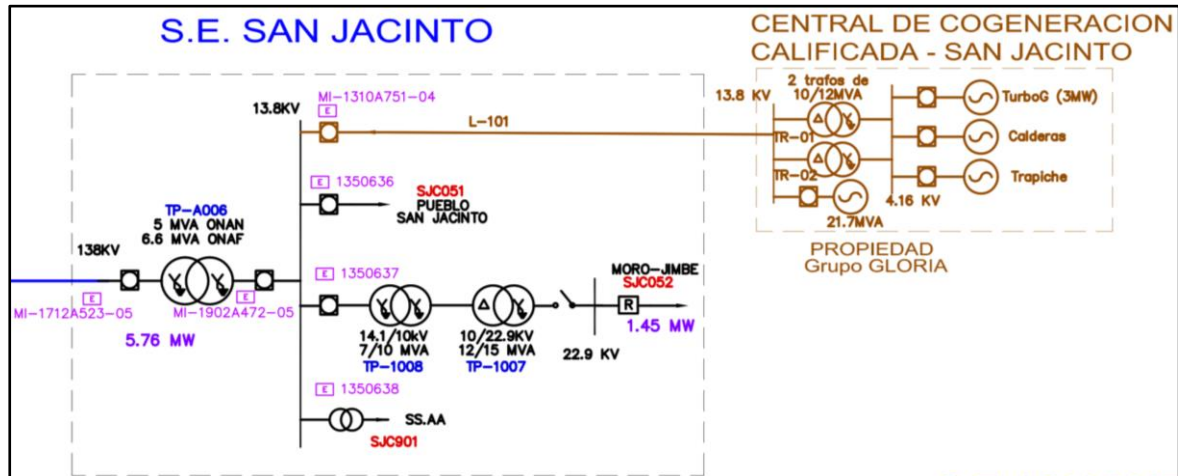 S.E. SAN JACINTO
CENTRAL DE COGENERACION
CALIFICADA - SAN JACINTO
MI-1310A751-04
E
13.8KV
L-101
13.8 KV
2 trafos de
10/12MVA
TurboG (3MW)
TR-01
Calderas
TR-02
Trapiche
4.16 KV
21.7MVA
PROPIEDAD
Grupo GLORIA
E 1350636
SJC051
PUEBLO
SAN JACINTO
TP-A006
5 MVA ONAN
6.6 MVA ONAF
138KV
E
MI-1712A523-05
E
MI-1902A472-05
5.76 MW
E 1350637
14.1/10kV
7/10 MVA
TP-1008
10/22.9KV
12/15 MVA
TP-1007
22.9 KV
MORO-JIMBE
SJC052
R
1.45 MW
E 1350638
SS.AA
SJC901